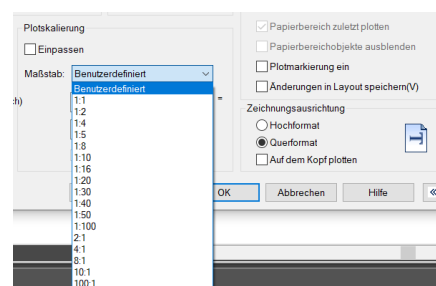 Plotskalierung
Einpassen
Maßstab: Benutzerdefiniert
Benutzerdefiniert
1:1
1:2
1:4
1:5
1:8
1:10
1:16
1:20
1:30
1:40
1:50
1:100
2:1
4:1
8:1
10:1
100:1
h)
=
Papierbereich zuletzt plotten
Papierbereichobjekte ausblenden
Plotmarkierung ein
Änderungen in Layout speichern(V)
Zeichnungsausrichtung
Hochformat
Querformat
Auf dem Kopf plotten
OK
Abbrechen
Hilfe